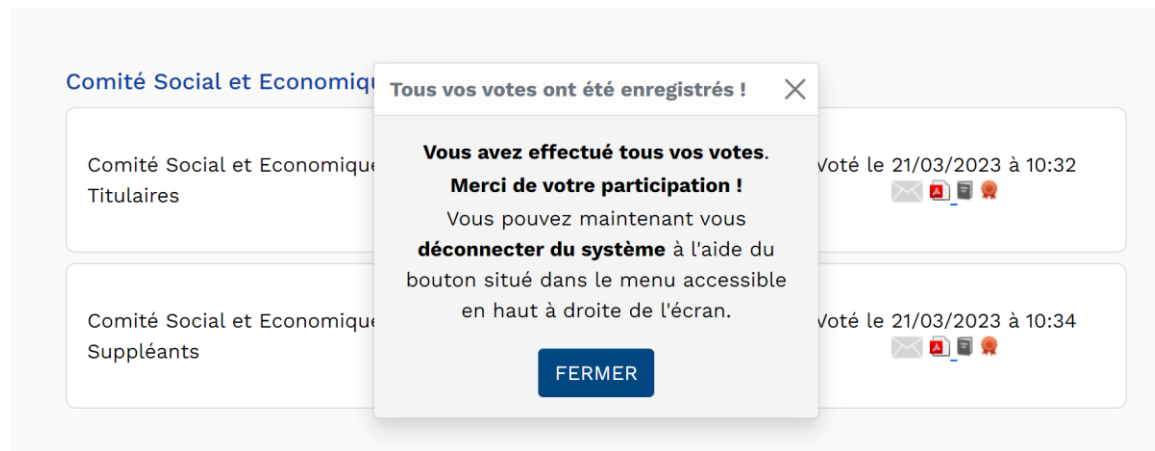 Comité Social et Economiq
Tous vos votes ont été enregistrés !
Comité Social et Economique
Titulaires
Voté le 21/03/2023 à 10:32
Vous avez effectué tous vos votes.
Merci de votre participation !
Vous pouvez maintenant vous
déconnecter du système à l'aide du
bouton situé dans le menu accessible
en haut à droite de l'écran.
FERMER
Comité Social et Economique
Suppléants
Voté le 21/03/2023 à 10:34